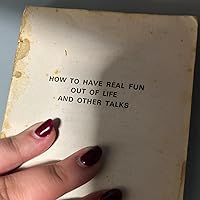 HOW TO HAVE REAL FUN
OUT OF LIFE
AND OTHER TALKS